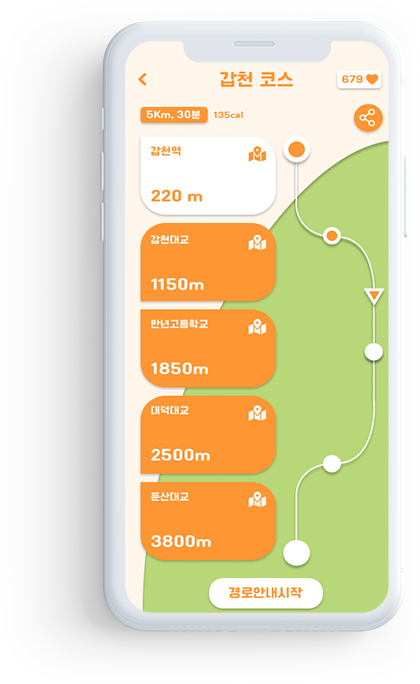 갑천 코스
679
5Km, 30분 135cal
갑천역
220 m
갑천대교
1150m
만년고등학교
1850m
대덕대교
2500m
둔산대교
3800m
경로안내시작